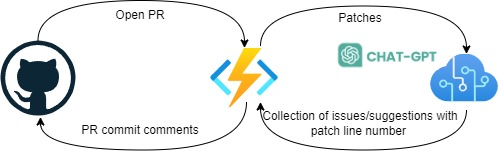 Open PR
Patches
CHAT-GPT
PR commit comments
Collection of issues/suggestions with
patch line number